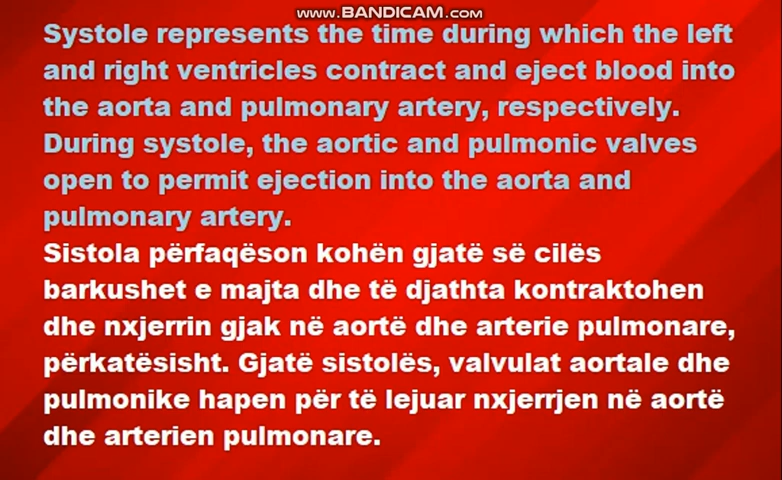 www.BANDICAM.com
Systole represents the time during which the left
and right ventricles contract and eject blood into
the aorta and pulmonary artery, respectively.
During systole, the aortic and pulmonic valves
open to permit ejection into the aorta and
pulmonary artery.
Sistola përfaqëson kohën gjatë së cilës
barkushet e majta dhe të djathta kontraktohen
dhe nxjerrin gjak në aortë dhe arterie pulmonare,
përkatësisht. Gjatë sistolës, valvulat aortale dhe
pulmonike hapen për të lejuar nxjerrjen në aortë
dhe arterien pulmonare.